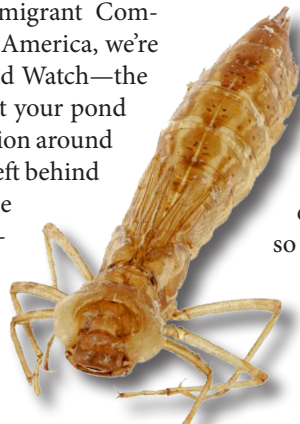 migrant Com-
America, we're
d Watch—the
t your pond
ion around
eft behind
e
-
so